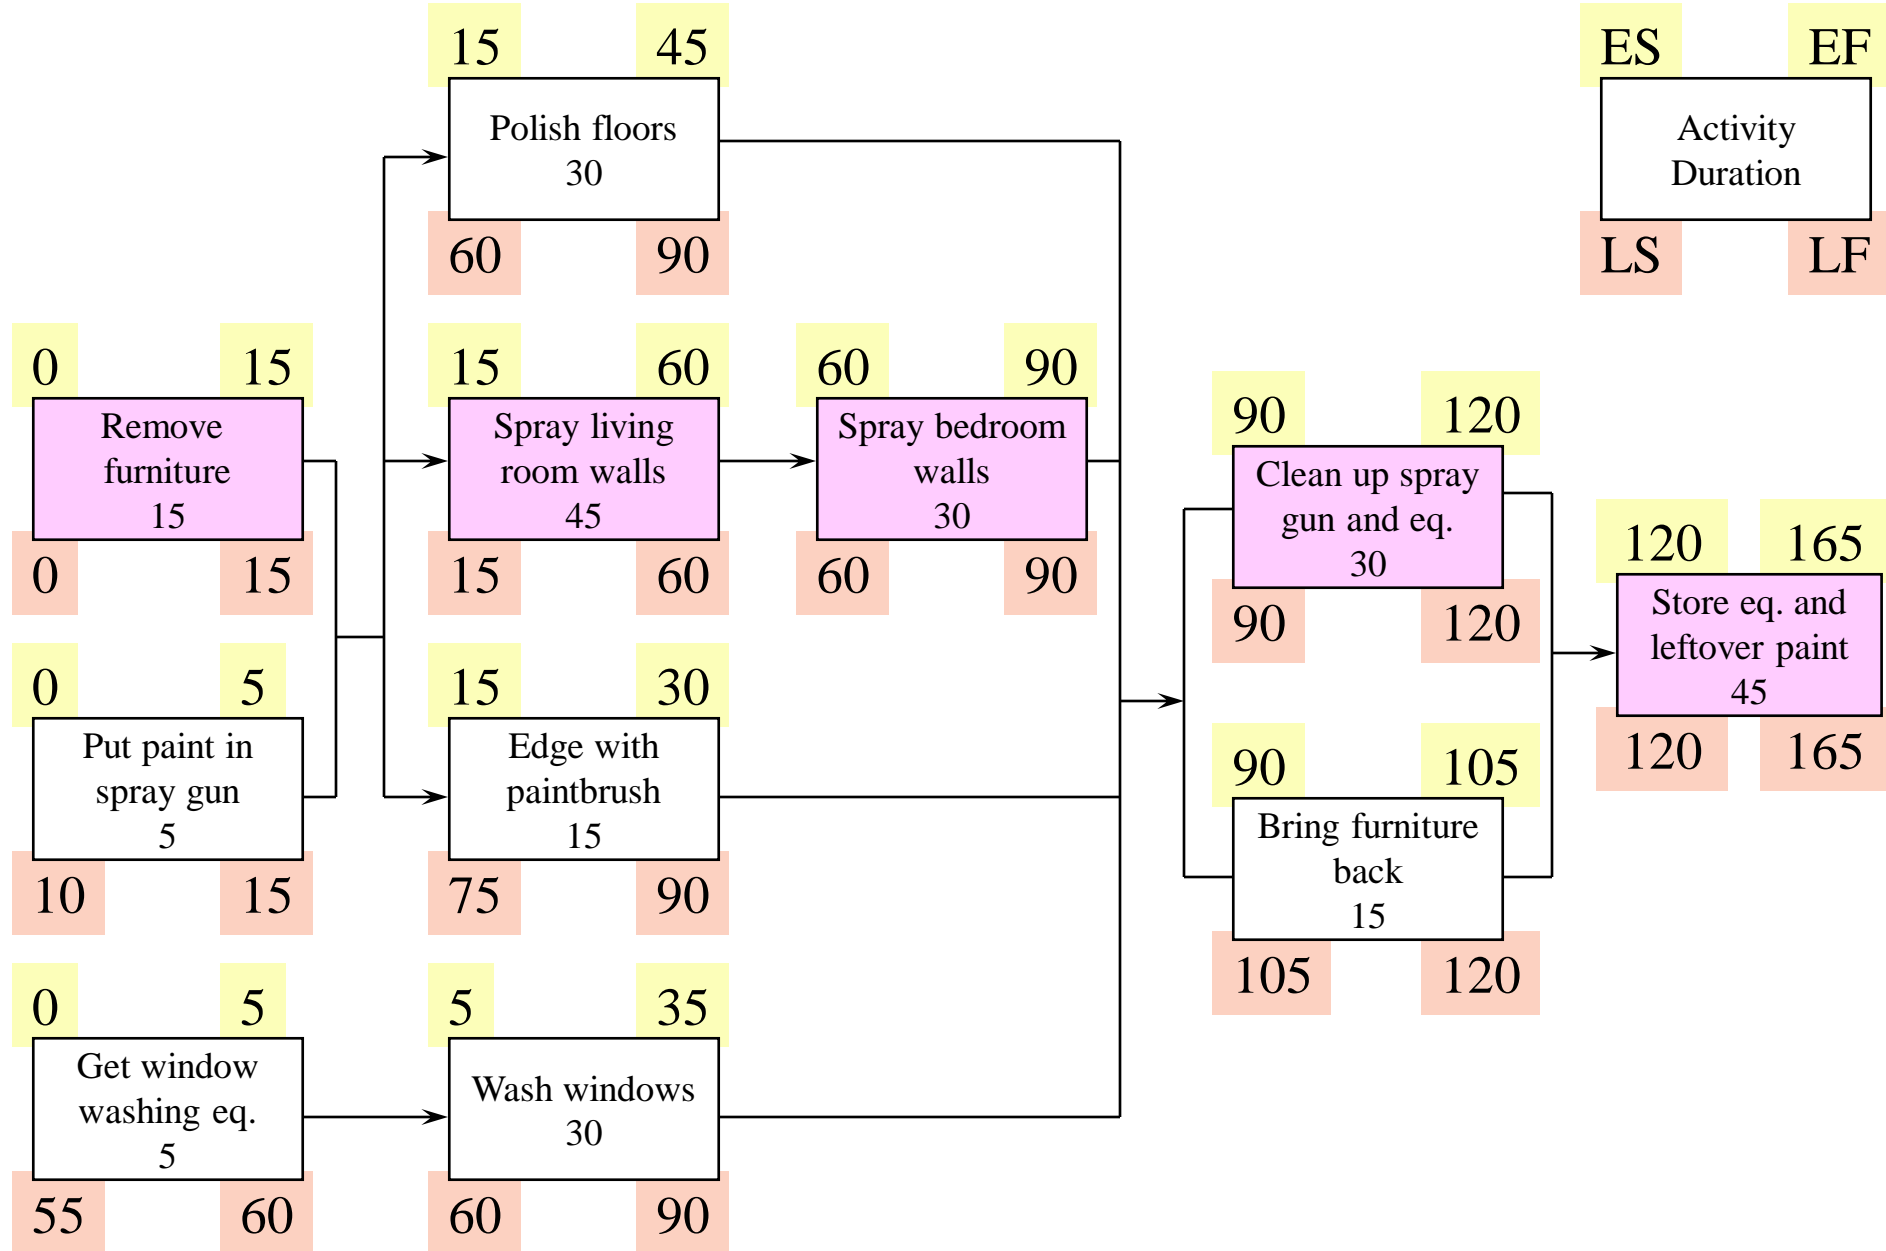 15 45
Polish floors
30
60 90
ES EF
Activity
Duration
LS LF
0 15
Remove
furniture
15
0 15
15 60
Spray living
room walls
45
15 60
60 90
Spray bedroom
walls
30
60 90
90 120
Clean up spray
gun and eq.
30
90 120
120 165
Store eq. and
leftover paint
45
120 165
0 5
Put paint in
spray gun
5
10 15
15 30
Edge with
paintbrush
15
75 90
90 105
Bring furniture
back
15
105 120
0 5
Get window
washing eq.
5
55 60
5 35
Wash windows
30
60 90